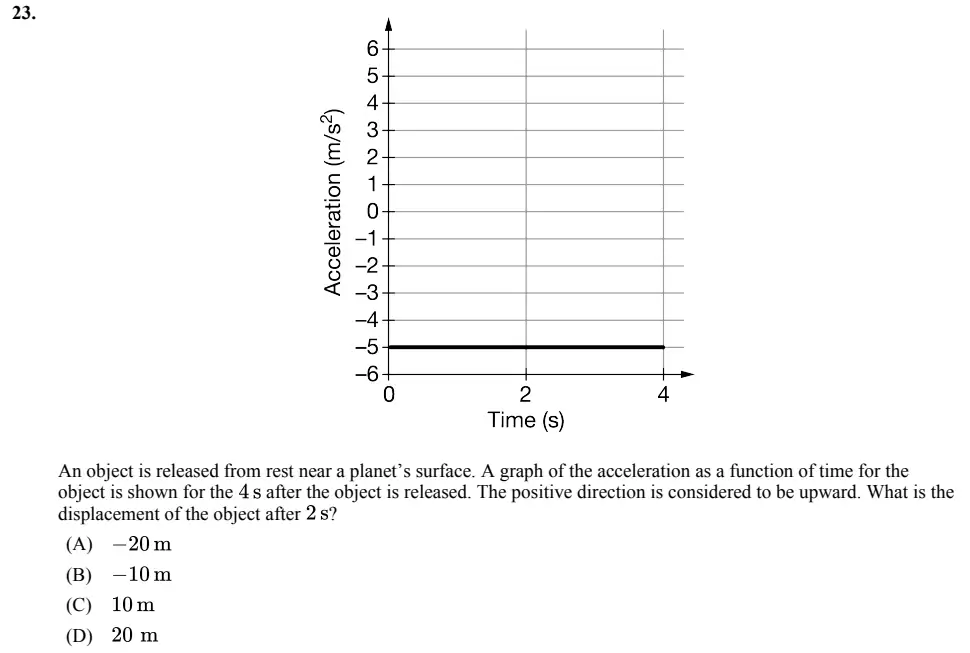 23.
6
5
4
3
2
1
0
–1
–2
–3
–4
–5
–6
Acceleration (m/s²)
0 2 4
Time (s)
An object is released from rest near a planet’s surface. A graph of the acceleration as a function of time for the
object is shown for the 4 s after the object is released. The positive direction is considered to be upward. What is the
displacement of the object after 2 s?
(A) −20 m
(B) −10 m
(C) 10 m
(D) 20 m